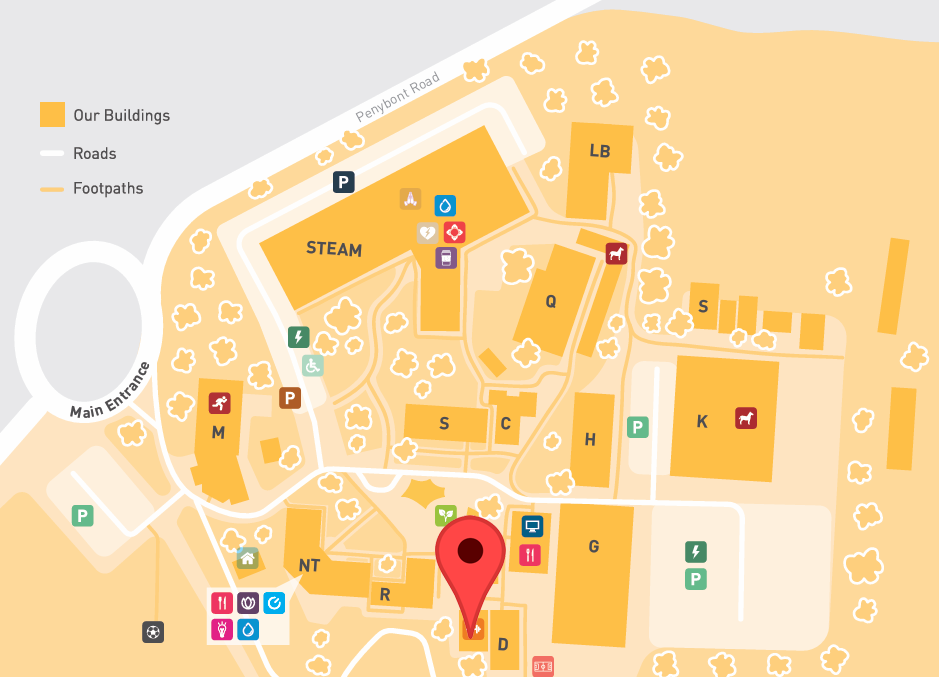 Penybont Road
Our Buildings
Roads
Footpaths
LB
P
STEAM
Q
S
Main Entrance
P
M
S
C
H
P
K
P
NT
R
G
P
D